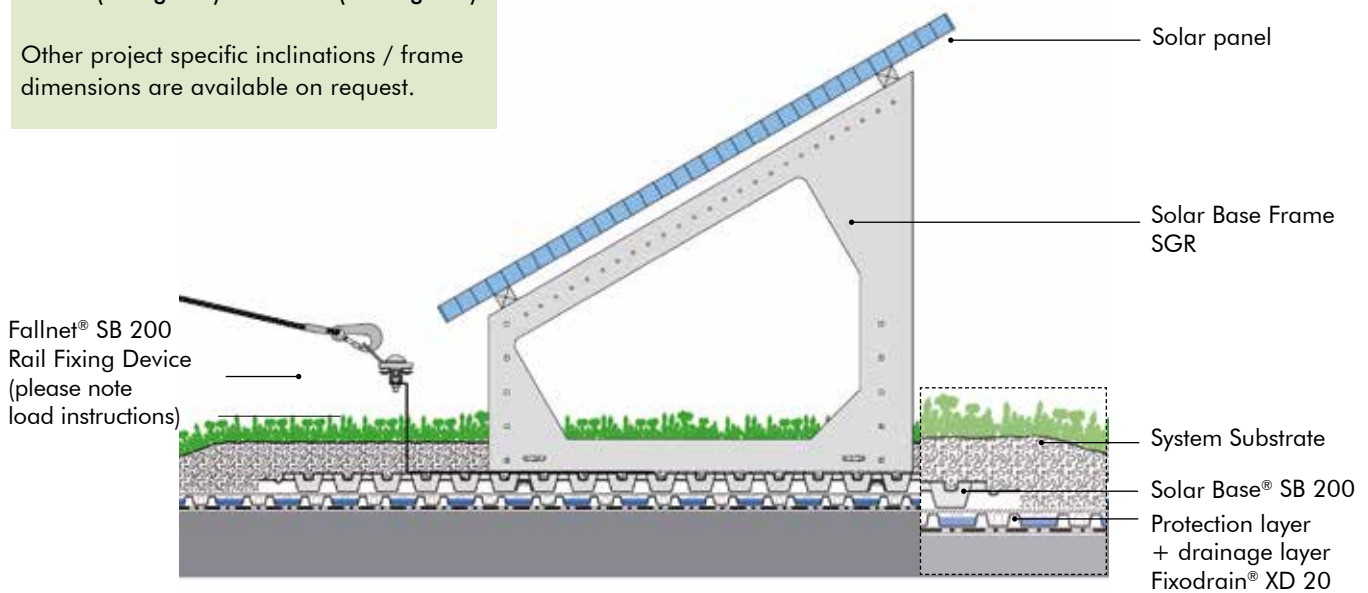 Other project specific inclinations / frame
dimensions are available on request.
Solar panel
Solar Base Frame
SGR
Fallnet® SB 200
Rail Fixing Device
(please note
load instructions)
System Substrate
Solar Base® SB 200
Protection layer
+ drainage layer
Fixodrain® XD 20